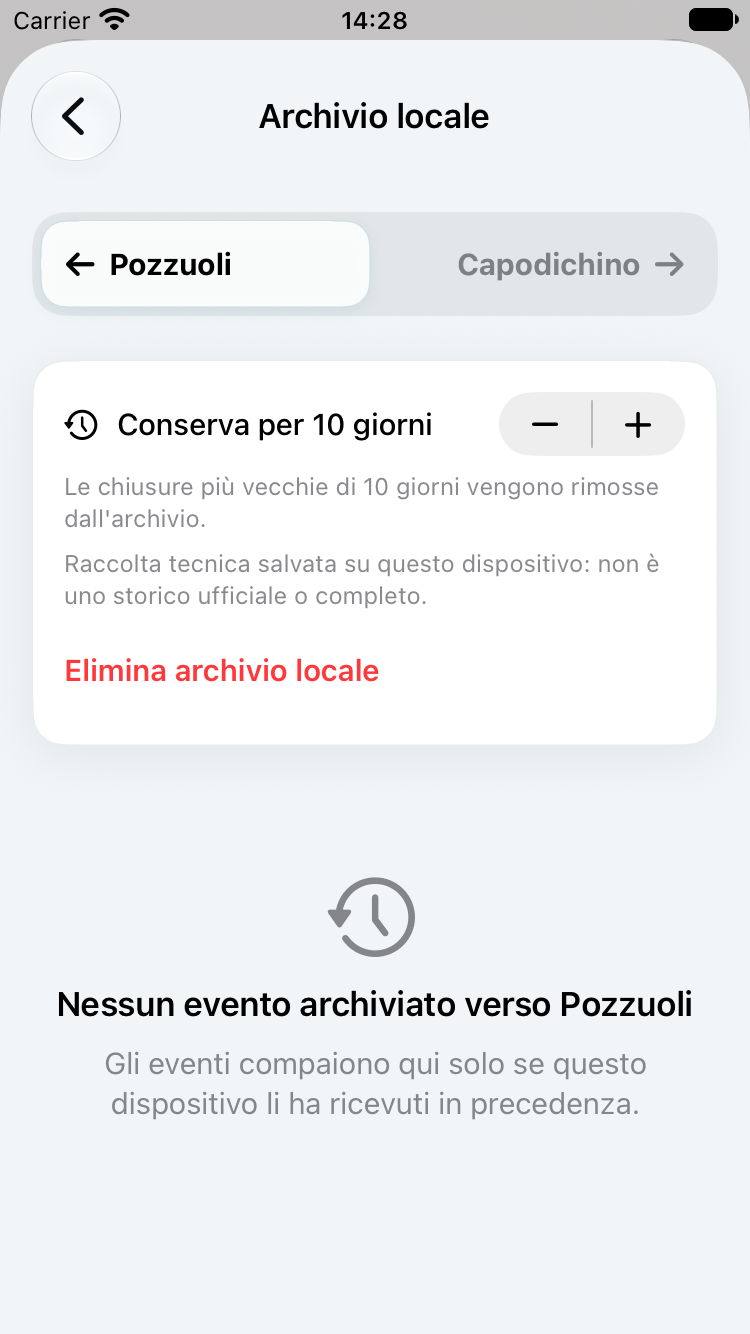 Carrier 14:28
Archivio locale
← Pozzuoli
Capodichino →
Conserva per 10 giorni
Le chiusure più vecchie di 10 giorni vengono rimosse
dall'archivio.
Raccolta tecnica salvata su questo dispositivo: non è
uno storico ufficiale o completo.
Elimina archivio locale
Nessun evento archiviato verso Pozzuoli
Gli eventi compaiono qui solo se questo
dispositivo li ha ricevuti in precedenza.